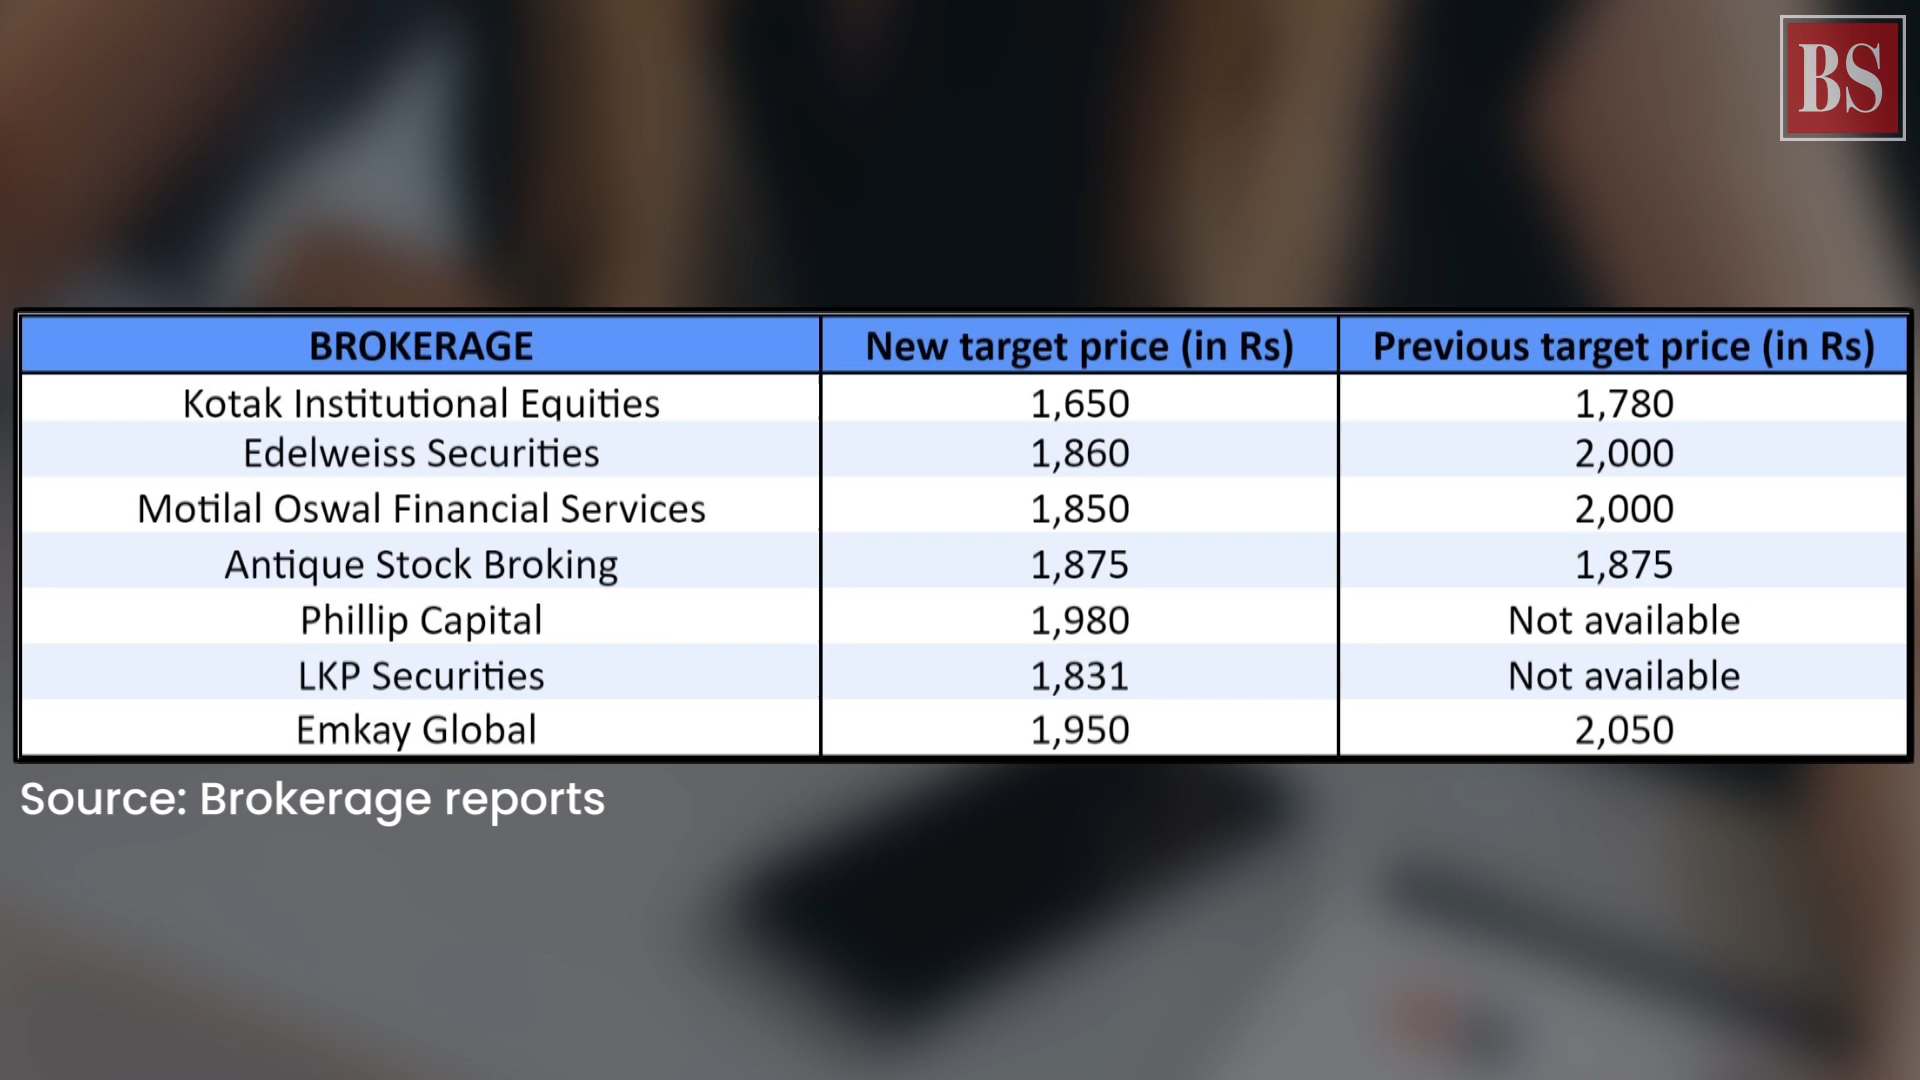 BS
BROKERAGE New target price (in Rs) Previous target price (in Rs)
Kotak Institutional Equities 1,650 1,780
Edelweiss Securities 1,860 2,000
Motilal Oswal Financial Services 1,850 2,000
Antique Stock Broking 1,875 1,875
Phillip Capital 1,980 Not available
LKP Securities 1,831 Not available
Emkay Global 1,950 2,050
Source: Brokerage reports